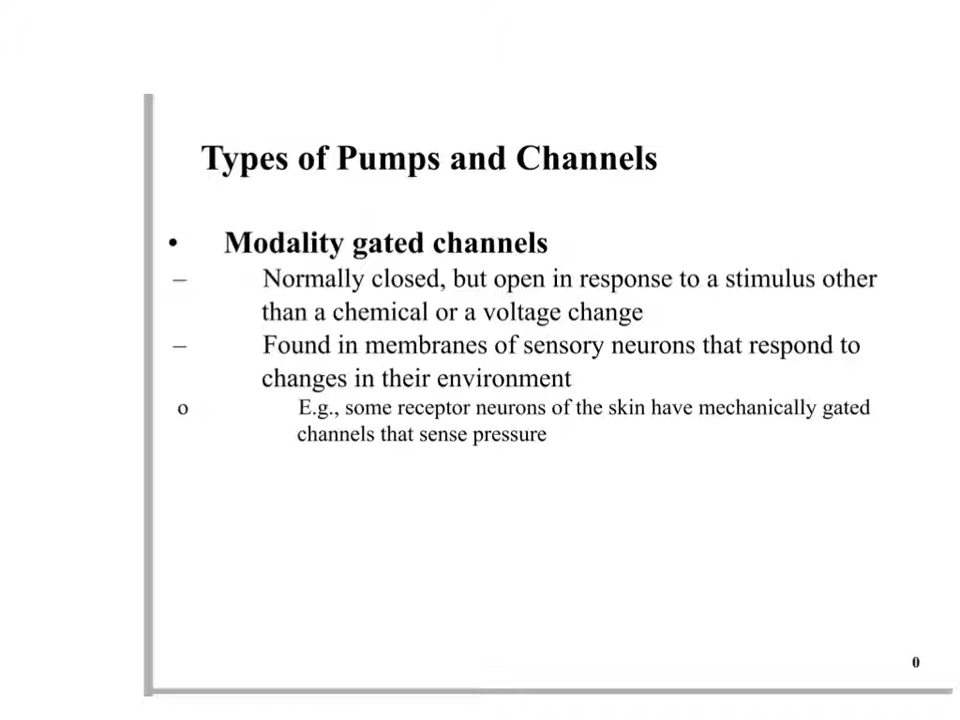 Types of Pumps and Channels
• Modality gated channels
– Normally closed, but open in response to a stimulus other
than a chemical or a voltage change
– Found in membranes of sensory neurons that respond to
changes in their environment
o E.g., some receptor neurons of the skin have mechanically gated
channels that sense pressure
0